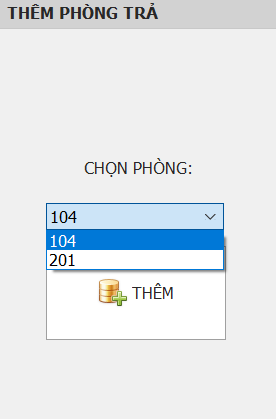 THÊM PHÒNG TRẢ
CHỌN PHÒNG:
104
104
201
THÊM